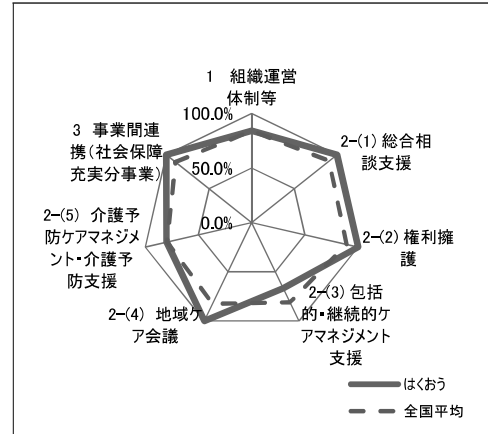 1　組織運営
体制等
100.0%
50.0%
0.0%
2-(1) 総合相
談支援
2-(2) 権利擁
護
2-(3) 包括
的・継続的ケ
アマネジメント
支援
2-(4) 地域ケ
ア会議
2-(5) 介護予
防ケアマネジメ
ント・介護予
防支援
3 事業間連
携(社会保障
充実分事業)
はくおう
全国平均